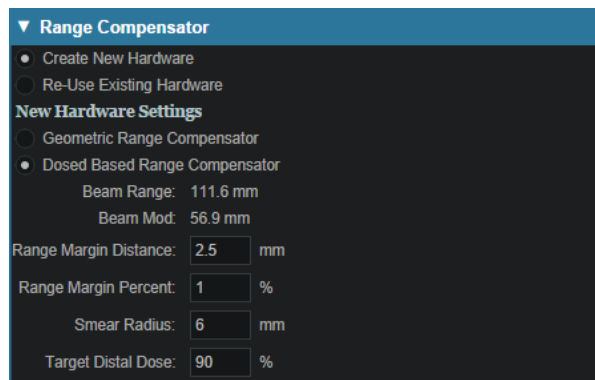 ▼ Range Compensator
Create New Hardware
Re-Use Existing Hardware
New Hardware Settings
Geometric Range Compensator
Dosed Based Range Compensator
Beam Range: 111.6 mm
Beam Mod: 56.9 mm
Range Margin Distance: 2.5 mm
Range Margin Percent: 1 %
Smear Radius: 6 mm
Target Distal Dose: 90 %